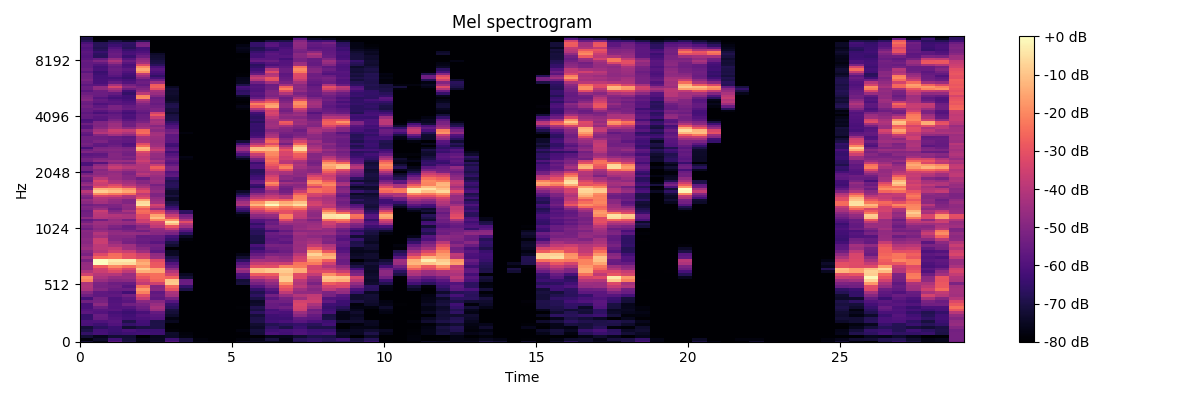 Mel spectrogram
Hz
8192
4096
2048
1024
512
0
0 5 10 15 20 25
Time
+0 dB
-10 dB
-20 dB
-30 dB
-40 dB
-50 dB
-60 dB
-70 dB
-80 dB